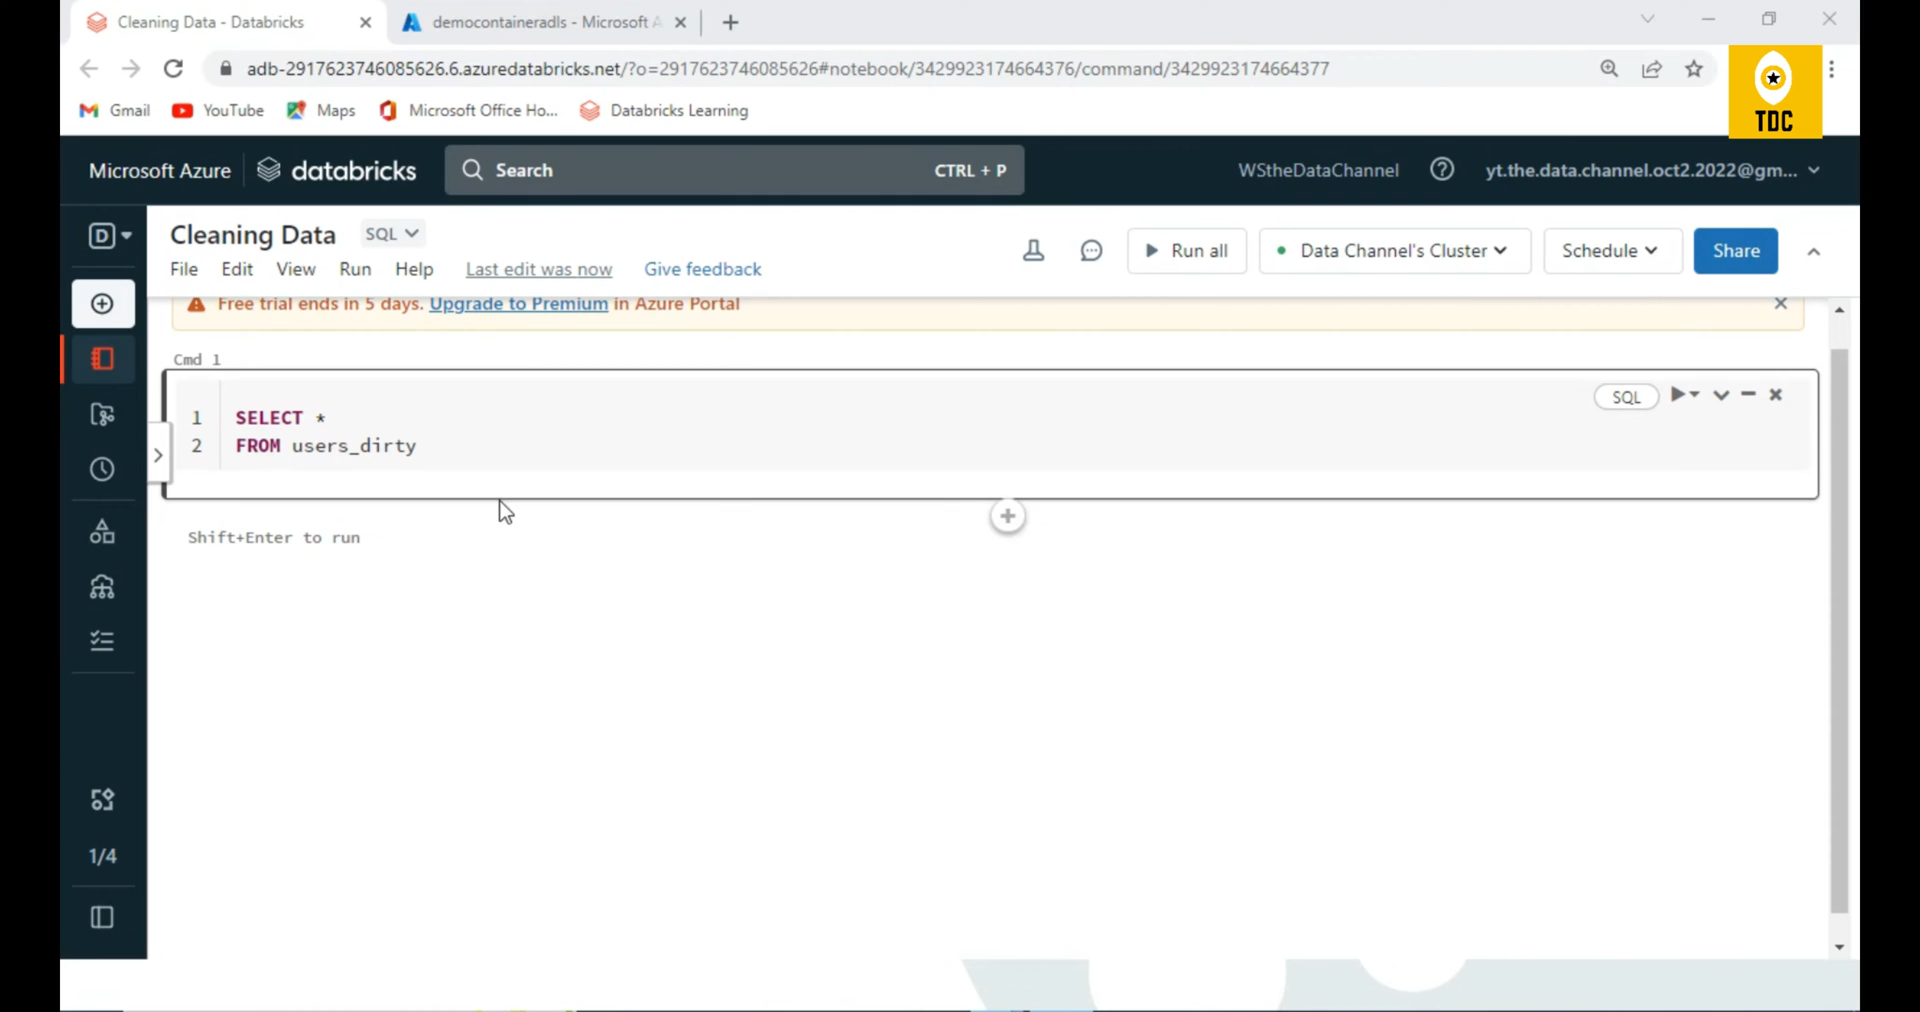 Cleaning Data - Databricks
democontaineradls - Microsoft A
adb-2917623746085626.6.azuredatabricks.net/?o=2917623746085626#notebook/3429923174664376/command/3429923174664377
Gmail YouTube Maps Microsoft Office Ho... Databricks Learning
TDC
Microsoft Azure databricks Search CTRL + P WStheDataChannel yt.the.data.channel.oct2.2022@gm...
Cleaning Data SQL
File Edit View Run Help Last edit was now Give feedback
Run all Data Channel's Cluster Schedule Share
Free trial ends in 5 days. Upgrade to Premium in Azure Portal
Cmd 1
SQL
1 SELECT *
2 FROM users_dirty
Shift+Enter to run
1/4